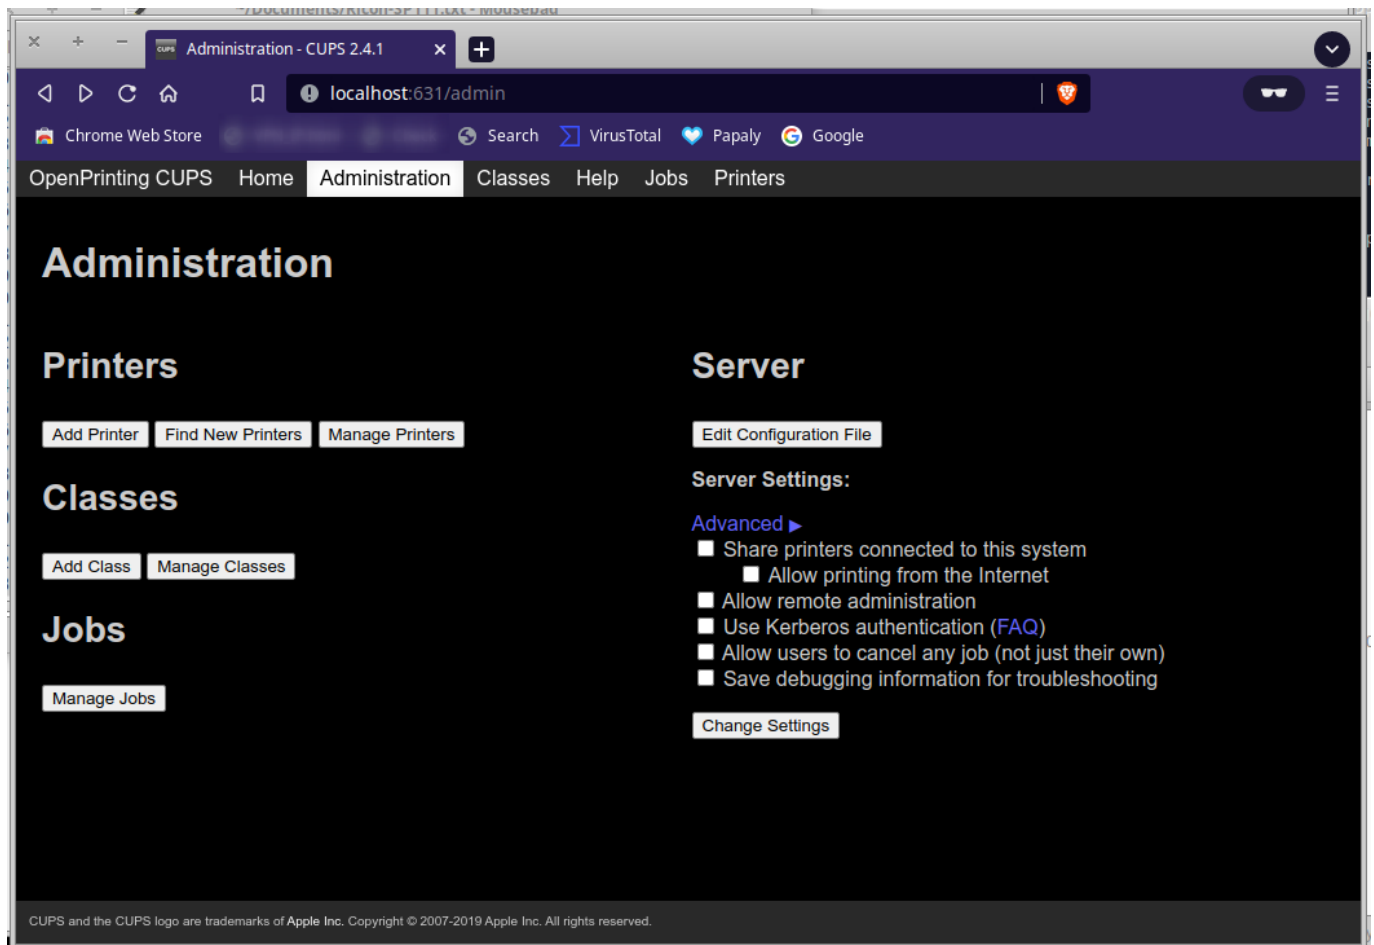 ~/Documents/Ricoh-SP111.txt - Mousepad
Administration - CUPS 2.4.1
localhost:631/admin
Chrome Web Store Search VirusTotal Papaly Google
OpenPrinting CUPS Home Administration Classes Help Jobs Printers
Administration
Printers
Add Printer Find New Printers Manage Printers
Classes
Add Class Manage Classes
Jobs
Manage Jobs
Server
Edit Configuration File
Server Settings:
Advanced ▶
Share printers connected to this system
Allow printing from the Internet
Allow remote administration
Use Kerberos authentication (FAQ)
Allow users to cancel any job (not just their own)
Save debugging information for troubleshooting
Change Settings
CUPS and the CUPS logo are trademarks of Apple Inc. Copyright © 2007-2019 Apple Inc. All rights reserved.